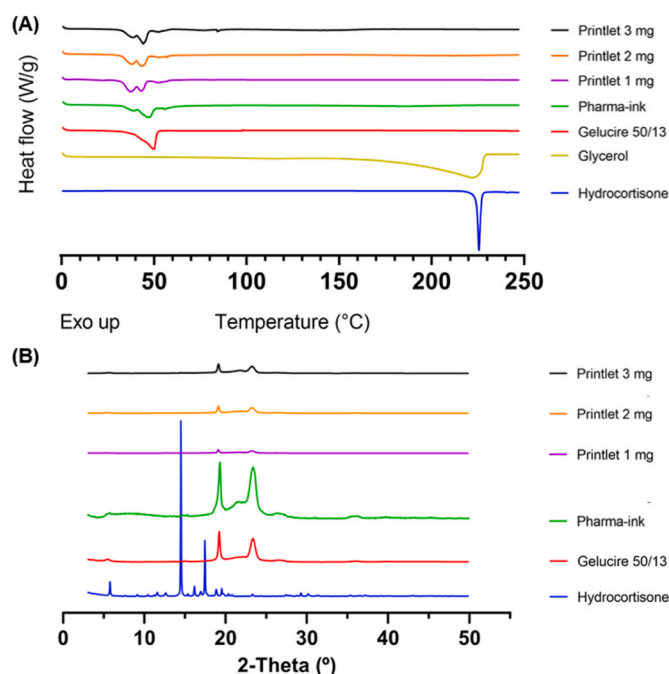 (A)
Heat flow (W/g)
Printlet 3 mg
Printlet 2 mg
Printlet 1 mg
Pharma-ink
Gelucire 50/13
Glycerol
Hydrocortisone
0 50 100 150 200 250
Exo up Temperature (°C)
(B)
Printlet 3 mg
Printlet 2 mg
Printlet 1 mg
Pharma-ink
Gelucire 50/13
Hydrocortisone
0 10 20 30 40 50
2-Theta (º)